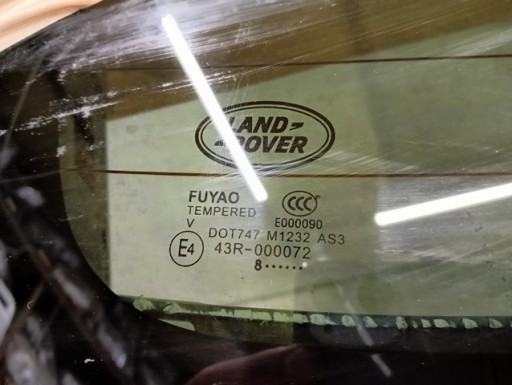 LAND-
-ROVER
FUYAO
TEMPERED
CCC
V
E000090
DOT747 M1232 AS3
E4
43R-000072
8••••••